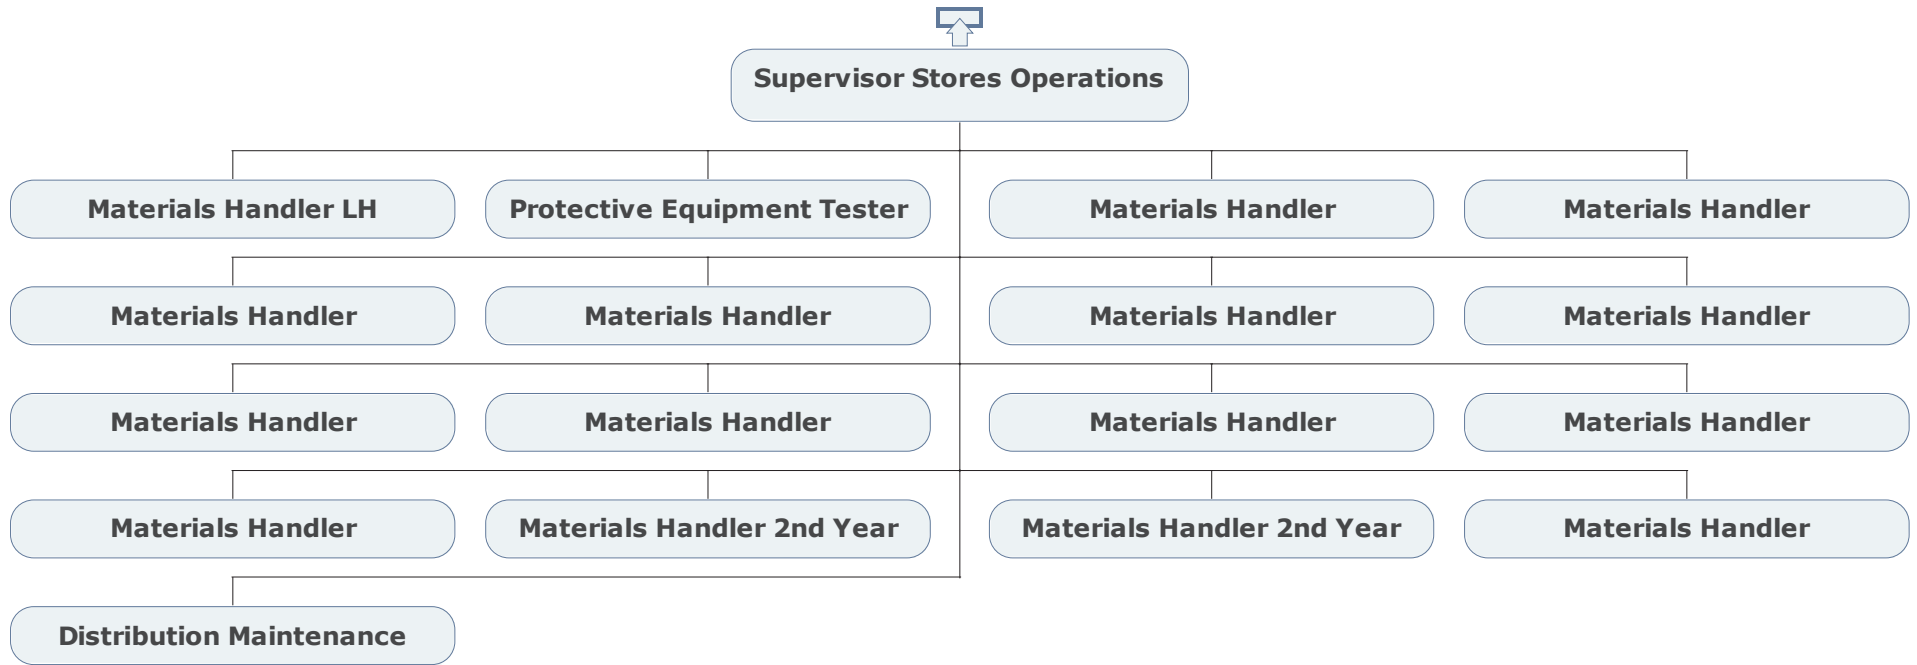 Supervisor Stores Operations
Materials Handler LH
Protective Equipment Tester
Materials Handler
Materials Handler
Materials Handler
Materials Handler
Materials Handler
Materials Handler
Materials Handler
Materials Handler
Materials Handler
Materials Handler
Materials Handler
Materials Handler 2nd Year
Materials Handler 2nd Year
Materials Handler
Distribution Maintenance